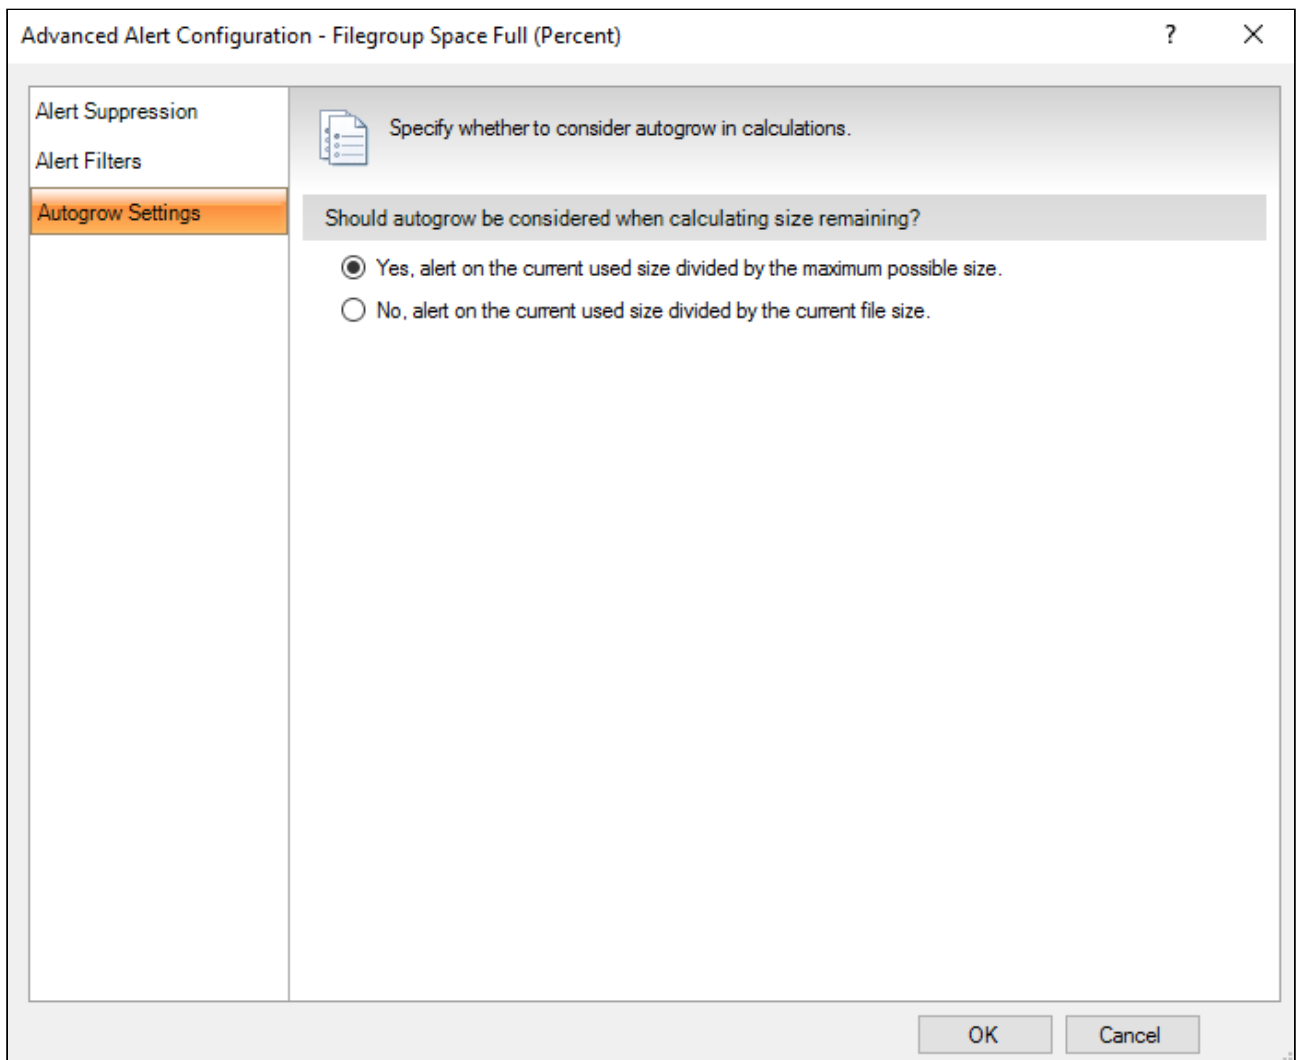 Advanced Alert Configuration - Filegroup Space Full (Percent)
?
Alert Suppression
Alert Filters
Autogrow Settings
Specify whether to consider autogrow in calculations.
Should autogrow be considered when calculating size remaining?
Yes, alert on the current used size divided by the maximum possible size.
No, alert on the current used size divided by the current file size.
OK
Cancel